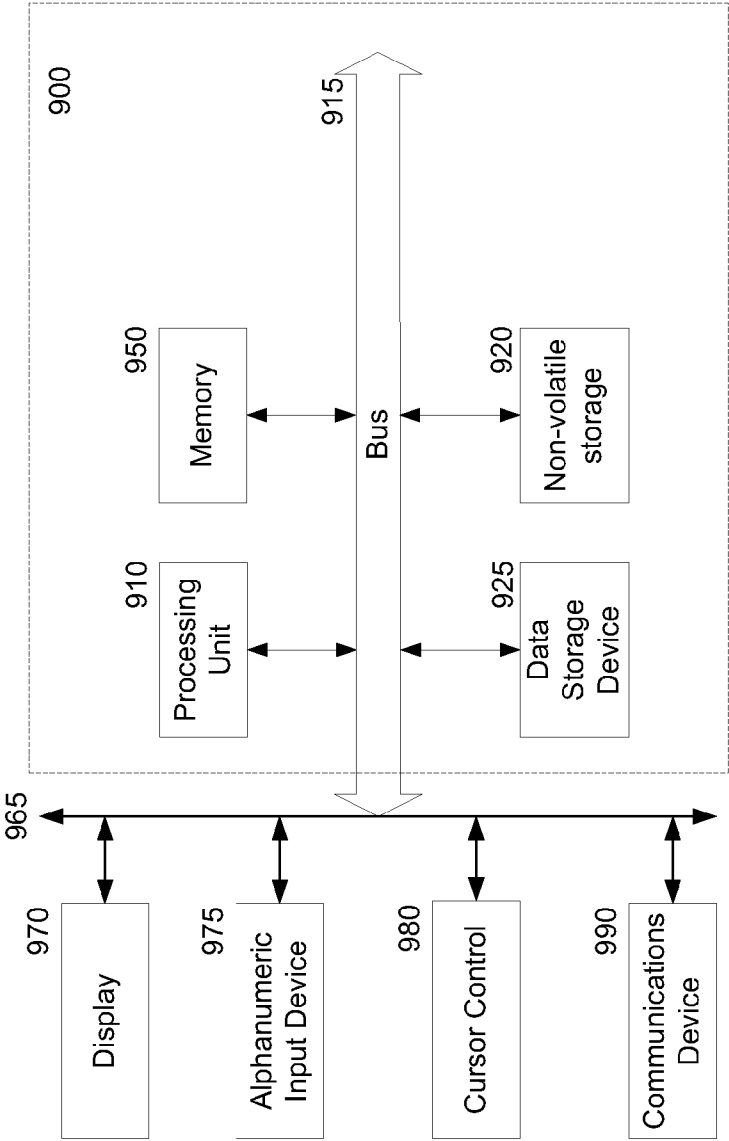 900
965
970
Display
975
Alphanumeric
Input Device
980
Cursor Control
990
Communications
Device
910
Processing
Unit
950
Memory
915
Bus
925
Data
Storage
Device
920
Non-volatile
storage